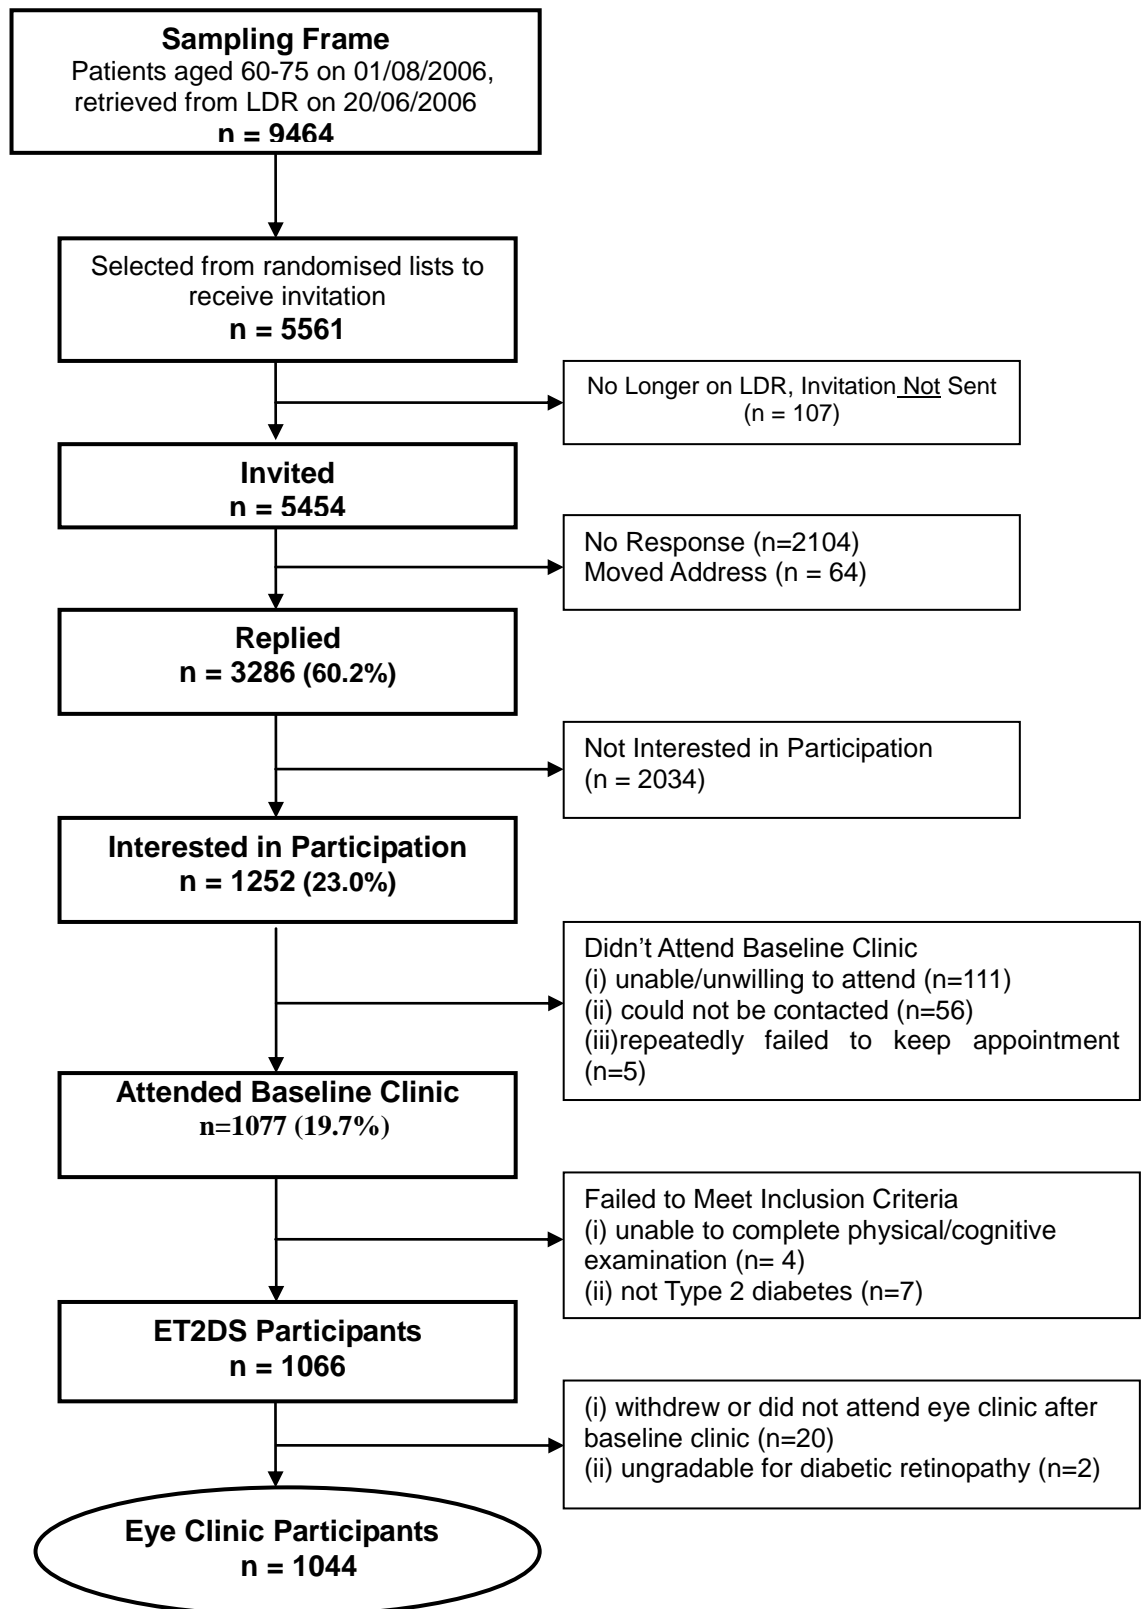 Sampling Frame
Patients aged 60-75 on 01/08/2006,
retrieved from LDR on 20/06/2006
n = 9464
Selected from randomised lists to
receive invitation
n = 5561
No Longer on LDR, Invitation Not Sent
(n = 107)
Invited
n = 5454
No Response (n=2104)
Moved Address (n = 64)
Replied
n = 3286 (60.2%)
Not Interested in Participation
(n = 2034)
Interested in Participation
n = 1252 (23.0%)
Didn't Attend Baseline Clinic
(i) unable/unwilling to attend (n=111)
(ii) could not be contacted (n=56)
(iii)repeatedly failed to keep appointment
(n=5)
Attended Baseline Clinic
n=1077 (19.7%)
Failed to Meet Inclusion Criteria
(i) unable to complete physical/cognitive
examination (n= 4)
(ii) not Type 2 diabetes (n=7)
ET2DS Participants
n = 1066
(i) withdrew or did not attend eye clinic after
baseline clinic (n=20)
(ii) ungradable for diabetic retinopathy (n=2)
Eye Clinic Participants
n = 1044